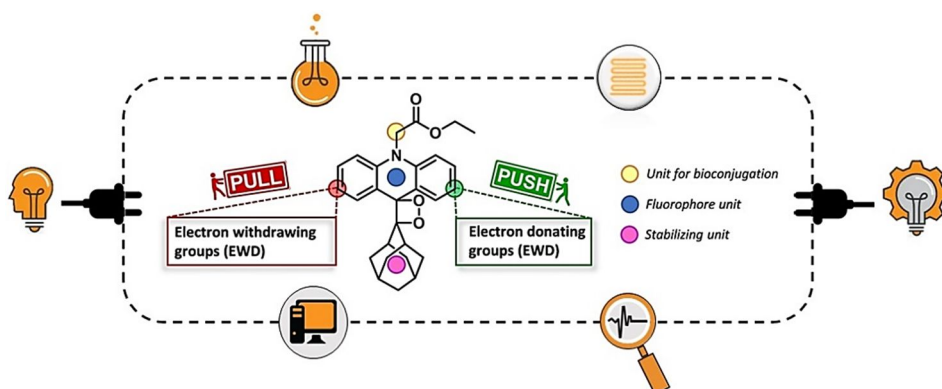 O
O
N
PULL
PUSH
Unit for bioconjugation
Fluorophore unit
Stabilizing unit
O
O
Electron withdrawing
groups (EWD)
Electron donating
groups (EWD)